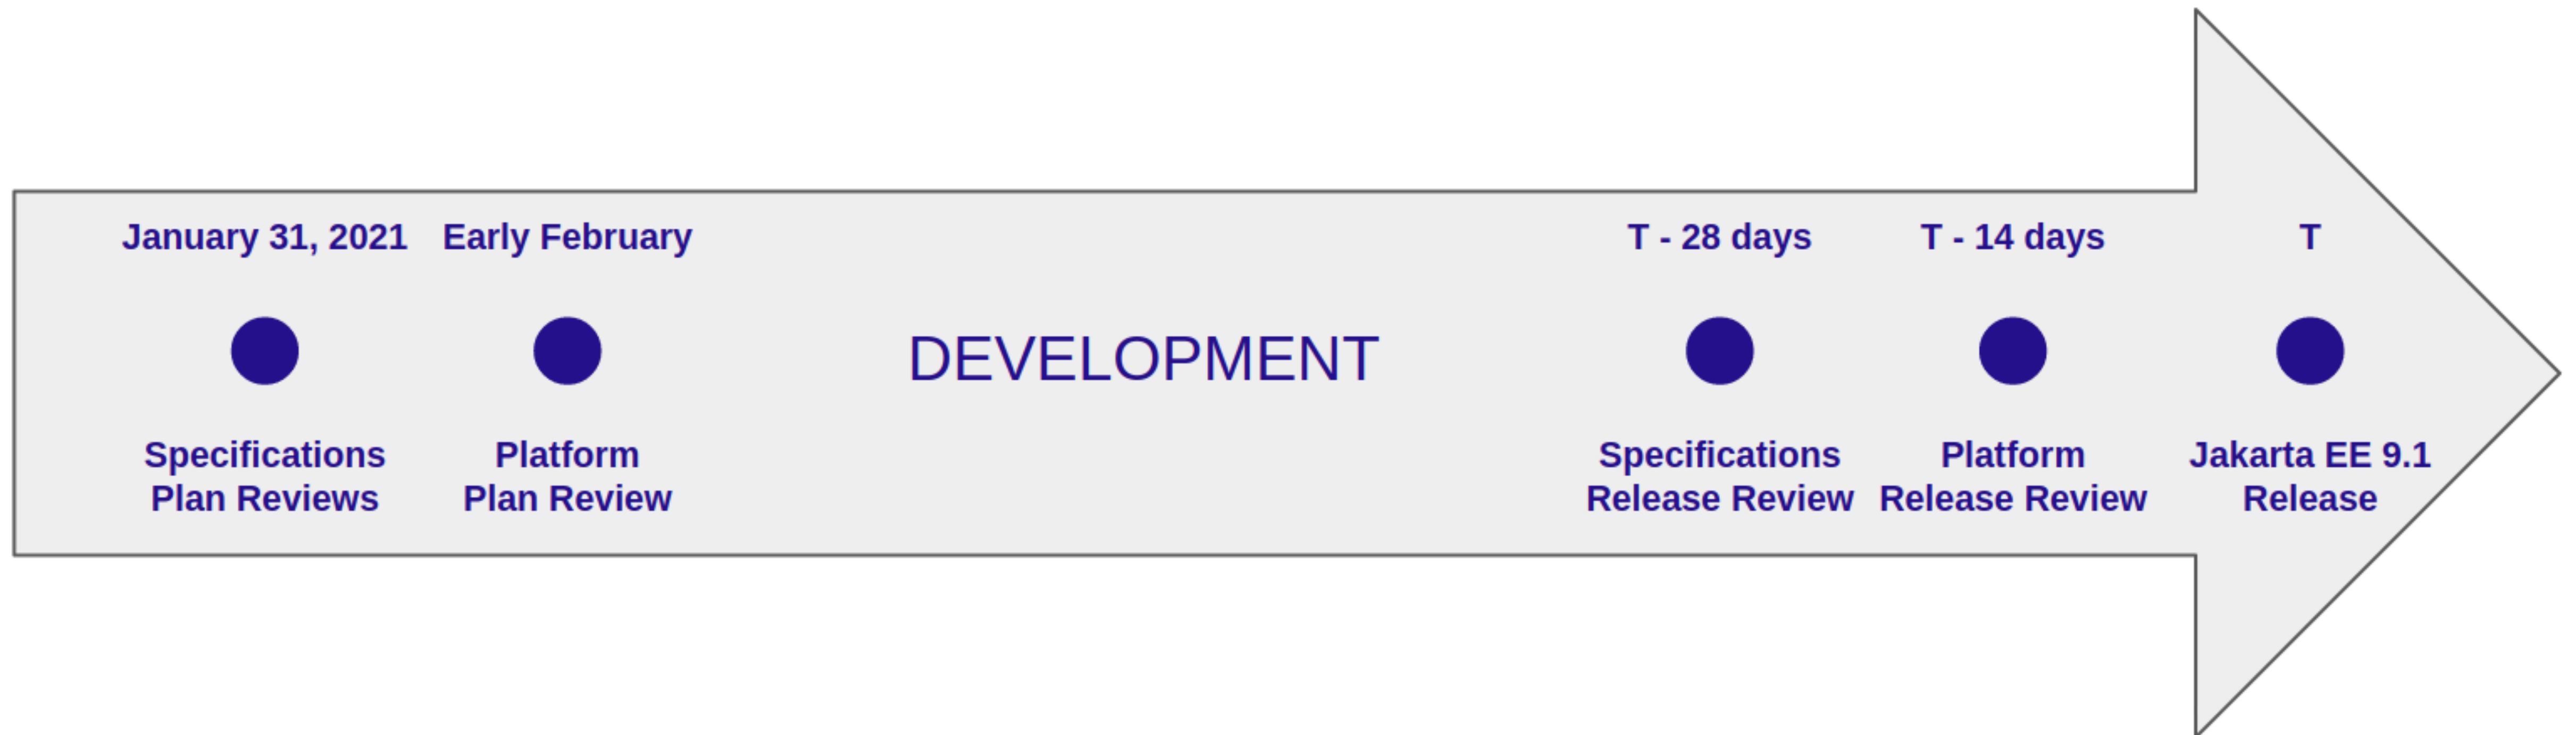 January 31, 2021
Early February
T - 28 days
T - 14 days
T
DEVELOPMENT
Specifications
Plan Reviews
Platform
Plan Review
Specifications
Release Review
Platform
Release Review
Jakarta EE 9.1
Release